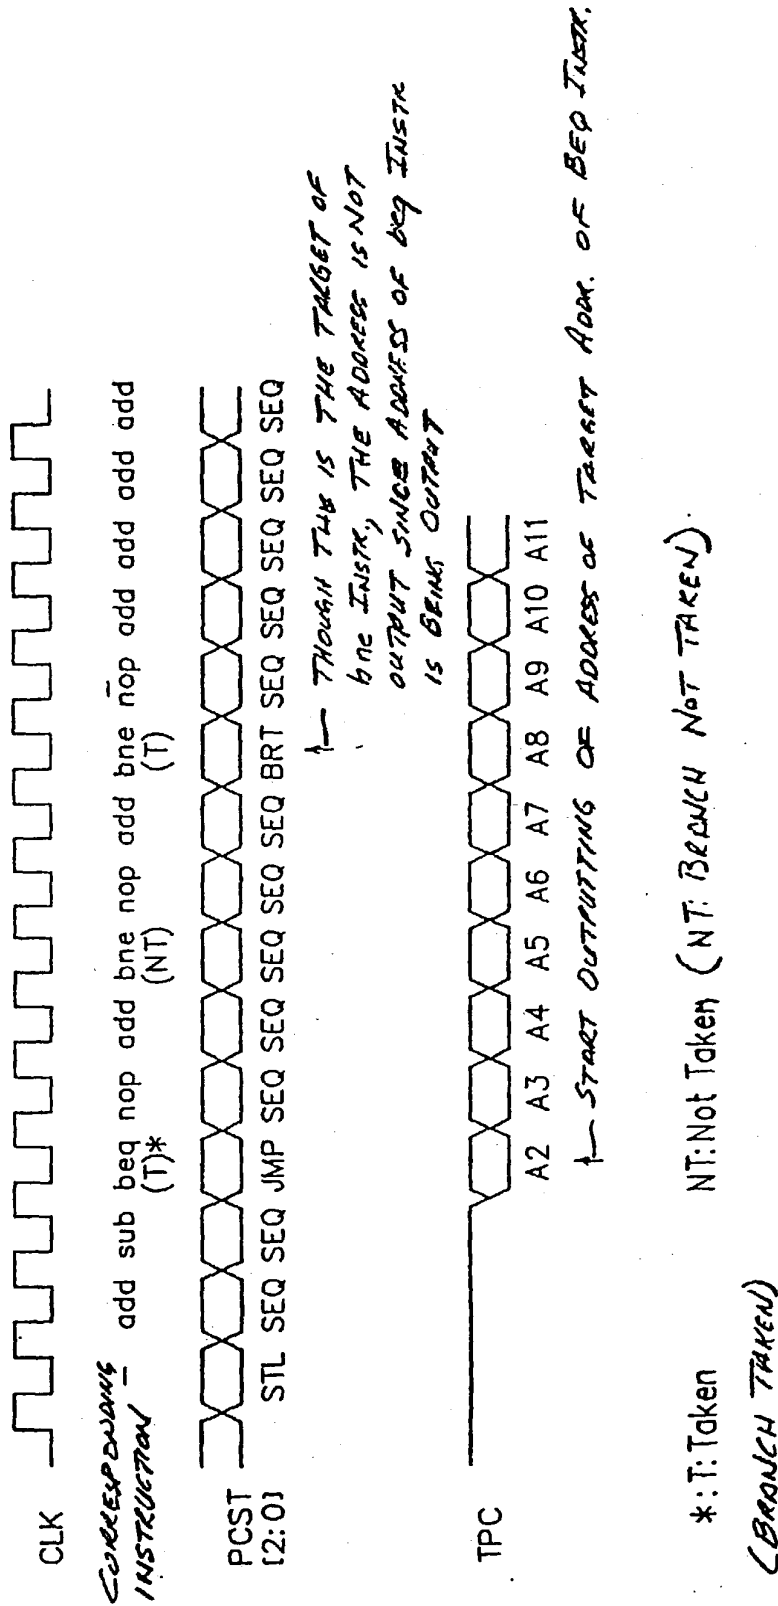 CLK
CORRESPONDING
INSTRUCTION
– add sub beq nop add bne nop add bne nop add add add add
(T)* (NT) (T)
PCST
[2:0]
STL SEQ SEQ JMP SEQ SEQ SEQ SEQ SEQ BRT SEQ SEQ SEQ SEQ SEQ
THOUGH THIS IS THE TARGET OF
bne INSTR, THE ADDRESS IS NOT
OUTPUT SINCE ADDRESS OF beq INSTR
IS BEING OUTPUT
TPC
A2 A3 A4 A5 A6 A7 A8 A9 A10 A11
START OUTPUTTING OF ADDRESS OF TARGET ADDR. OF BEQ INSTR.
*:T:Taken NT:Not Taken (NT: BRANCH NOT TAKEN).
(BRANCH TAKEN)